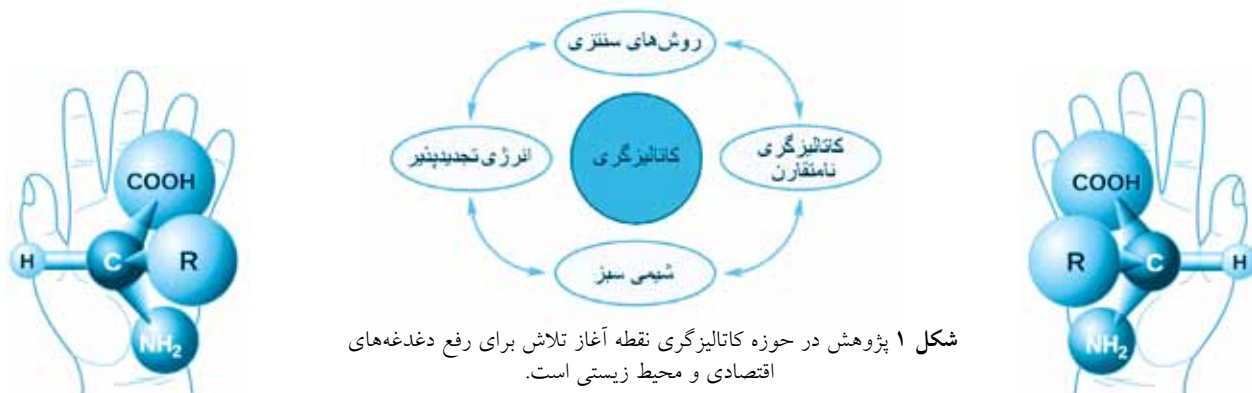 روش‌های سنتزی
انرژی تجدیدپذیر
کاتالیزگری
کاتالیزگری
نامتقارن
شیمی سبز
COOH
H
C
R
NH₂
COOH
R
C
H
NH₂
شکل ۱ پژوهش در حوزه کاتالیزگری نقطه آغاز تلاش برای رفع دغدغه‌های
اقتصادی و محیط زیستی است.